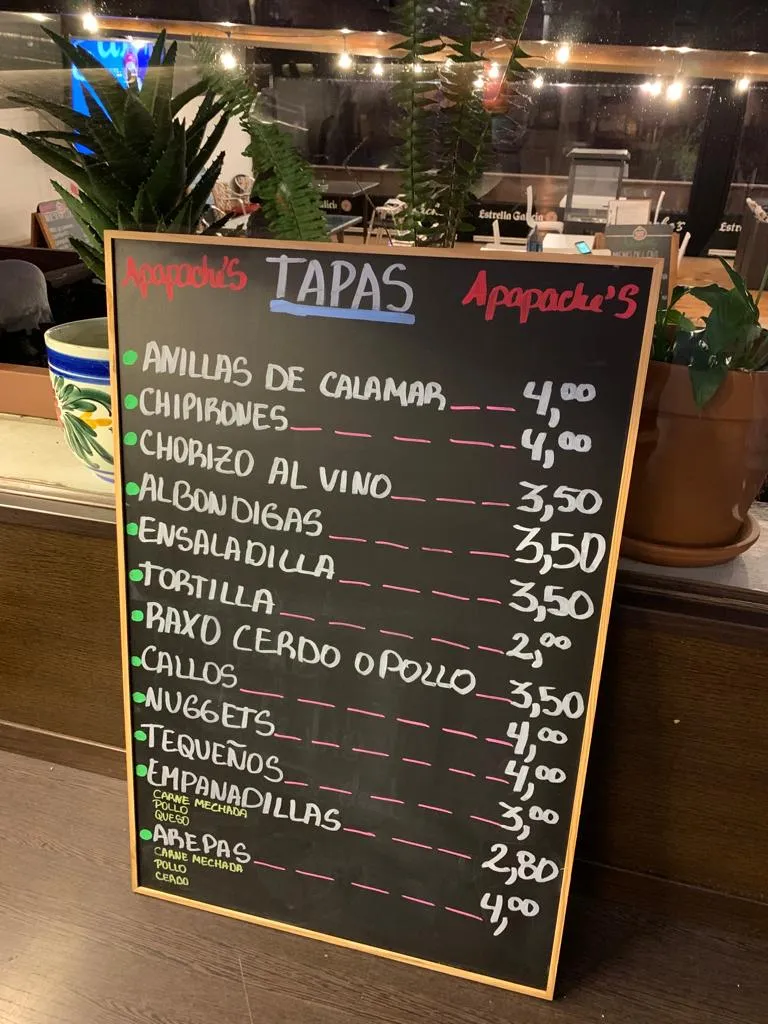 Estrella Galicia
Estre
Apapache'S TAPAS Apapache'S
ANILLAS DE CALAMAR 4,00
CHIPIRONES 4,00
CHORIZO AL VINO 3,50
ALBONDIGAS 3,50
ENSALADILLA 3,50
TORTILLA 2,00
RAXO CERDO O POLLO 3,50
CALLOS 4,00
NUGGETS 4,00
TEQUEÑOS 3,00
EMPANADILLAS 2,80
CARNE MECHADA
POLLO
QUESO
AREPAS 4,00
CARNE MECHADA
POLLO
CERDO